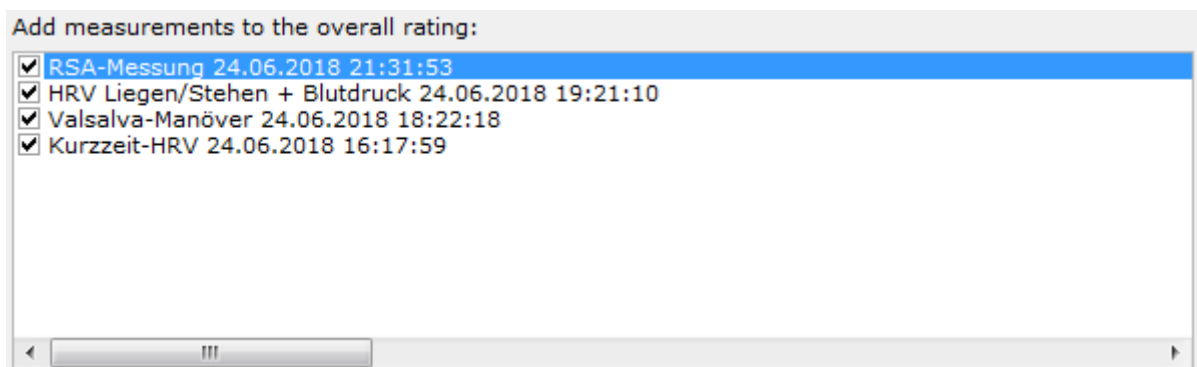 Add measurements to the overall rating:
RSA-Messung 24.06.2018 21:31:53
HRV Liegen/Stehen + Blutdruck 24.06.2018 19:21:10
Valsalva-Manöver 24.06.2018 18:22:18
Kurzzeit-HRV 24.06.2018 16:17:59